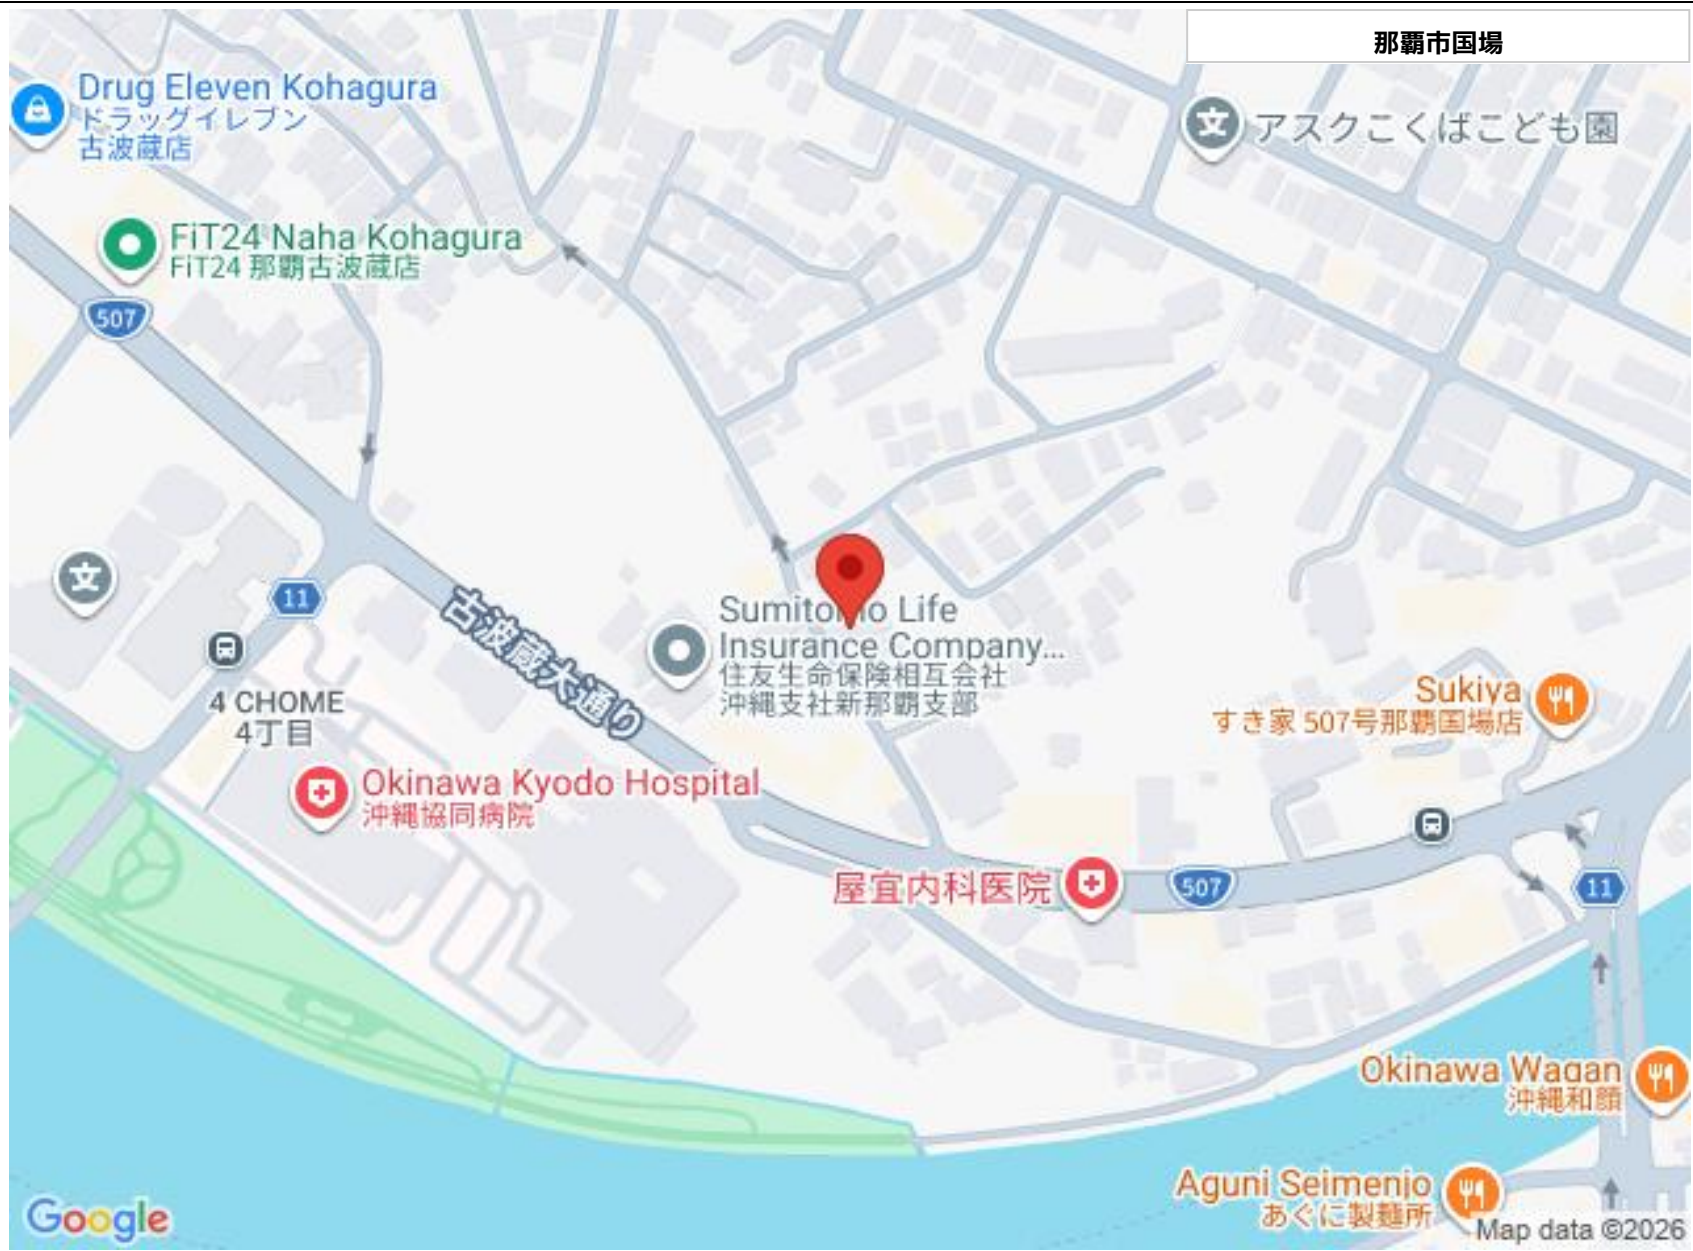 那覇市国場
Drug Eleven Kohagura
ドラッグイレブン
古波蔵店
アスクこくばこども園
文
FiT24 Naha Kohagura
FiT24 那覇古波蔵店
507
文
11
古波蔵大通り
4 CHOME
4丁目
Sumitomo Life
Insurance Company...
住友生命保険相互会社
沖縄支社新那覇支部
Sukiya
すき家 507号那覇国場店
Okinawa Kyodo Hospital
沖縄協同病院
屋宜内科医院
507
11
Okinawa Wagan
沖縄和顔
Aguni Seimenjo
あぐに製麺所
Google
Map data ©2026